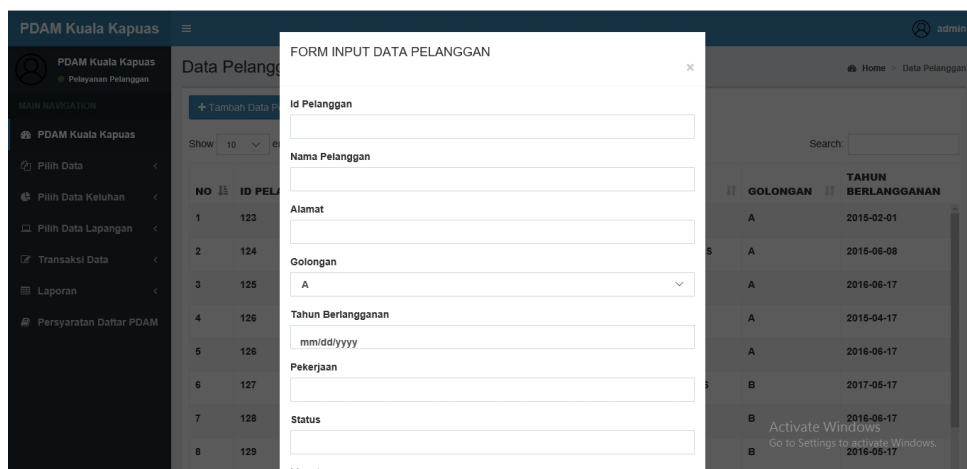 PDAM Kuala Kapuas
admin
PDAM Kuala Kapuas
Pelayanan Pelanggan
MAIN NAVIGATION
PDAM Kuala Kapuas
Pilih Data
Pilih Data Keluhan
Pilih Data Lapangan
Transaksi Data
Laporan
Persyaratan Daftar PDAM
Data
Home > Data Pelanggan
+ Tambah Data
Show 10
Search:
NO ID GOLONGAN TAHUN BERLANGGANAN
1 123 A 2015-02-01
2 124 S A 2015-06-08
3 125 A 2016-06-17
4 126 A 2015-04-17
5 126 A 2016-06-17
6 127 S B 2017-05-17
7 128 B 2016-06-17
8 129 B 2016-05-17
FORM INPUT DATA PELANGGAN
×
Id Pelanggan
Nama Pelanggan
Alamat
Golongan
A
Tahun Berlangganan
mm/dd/yyyy
Pekerjaan
Status
Activate Windows
Go to Settings to activate Windows.